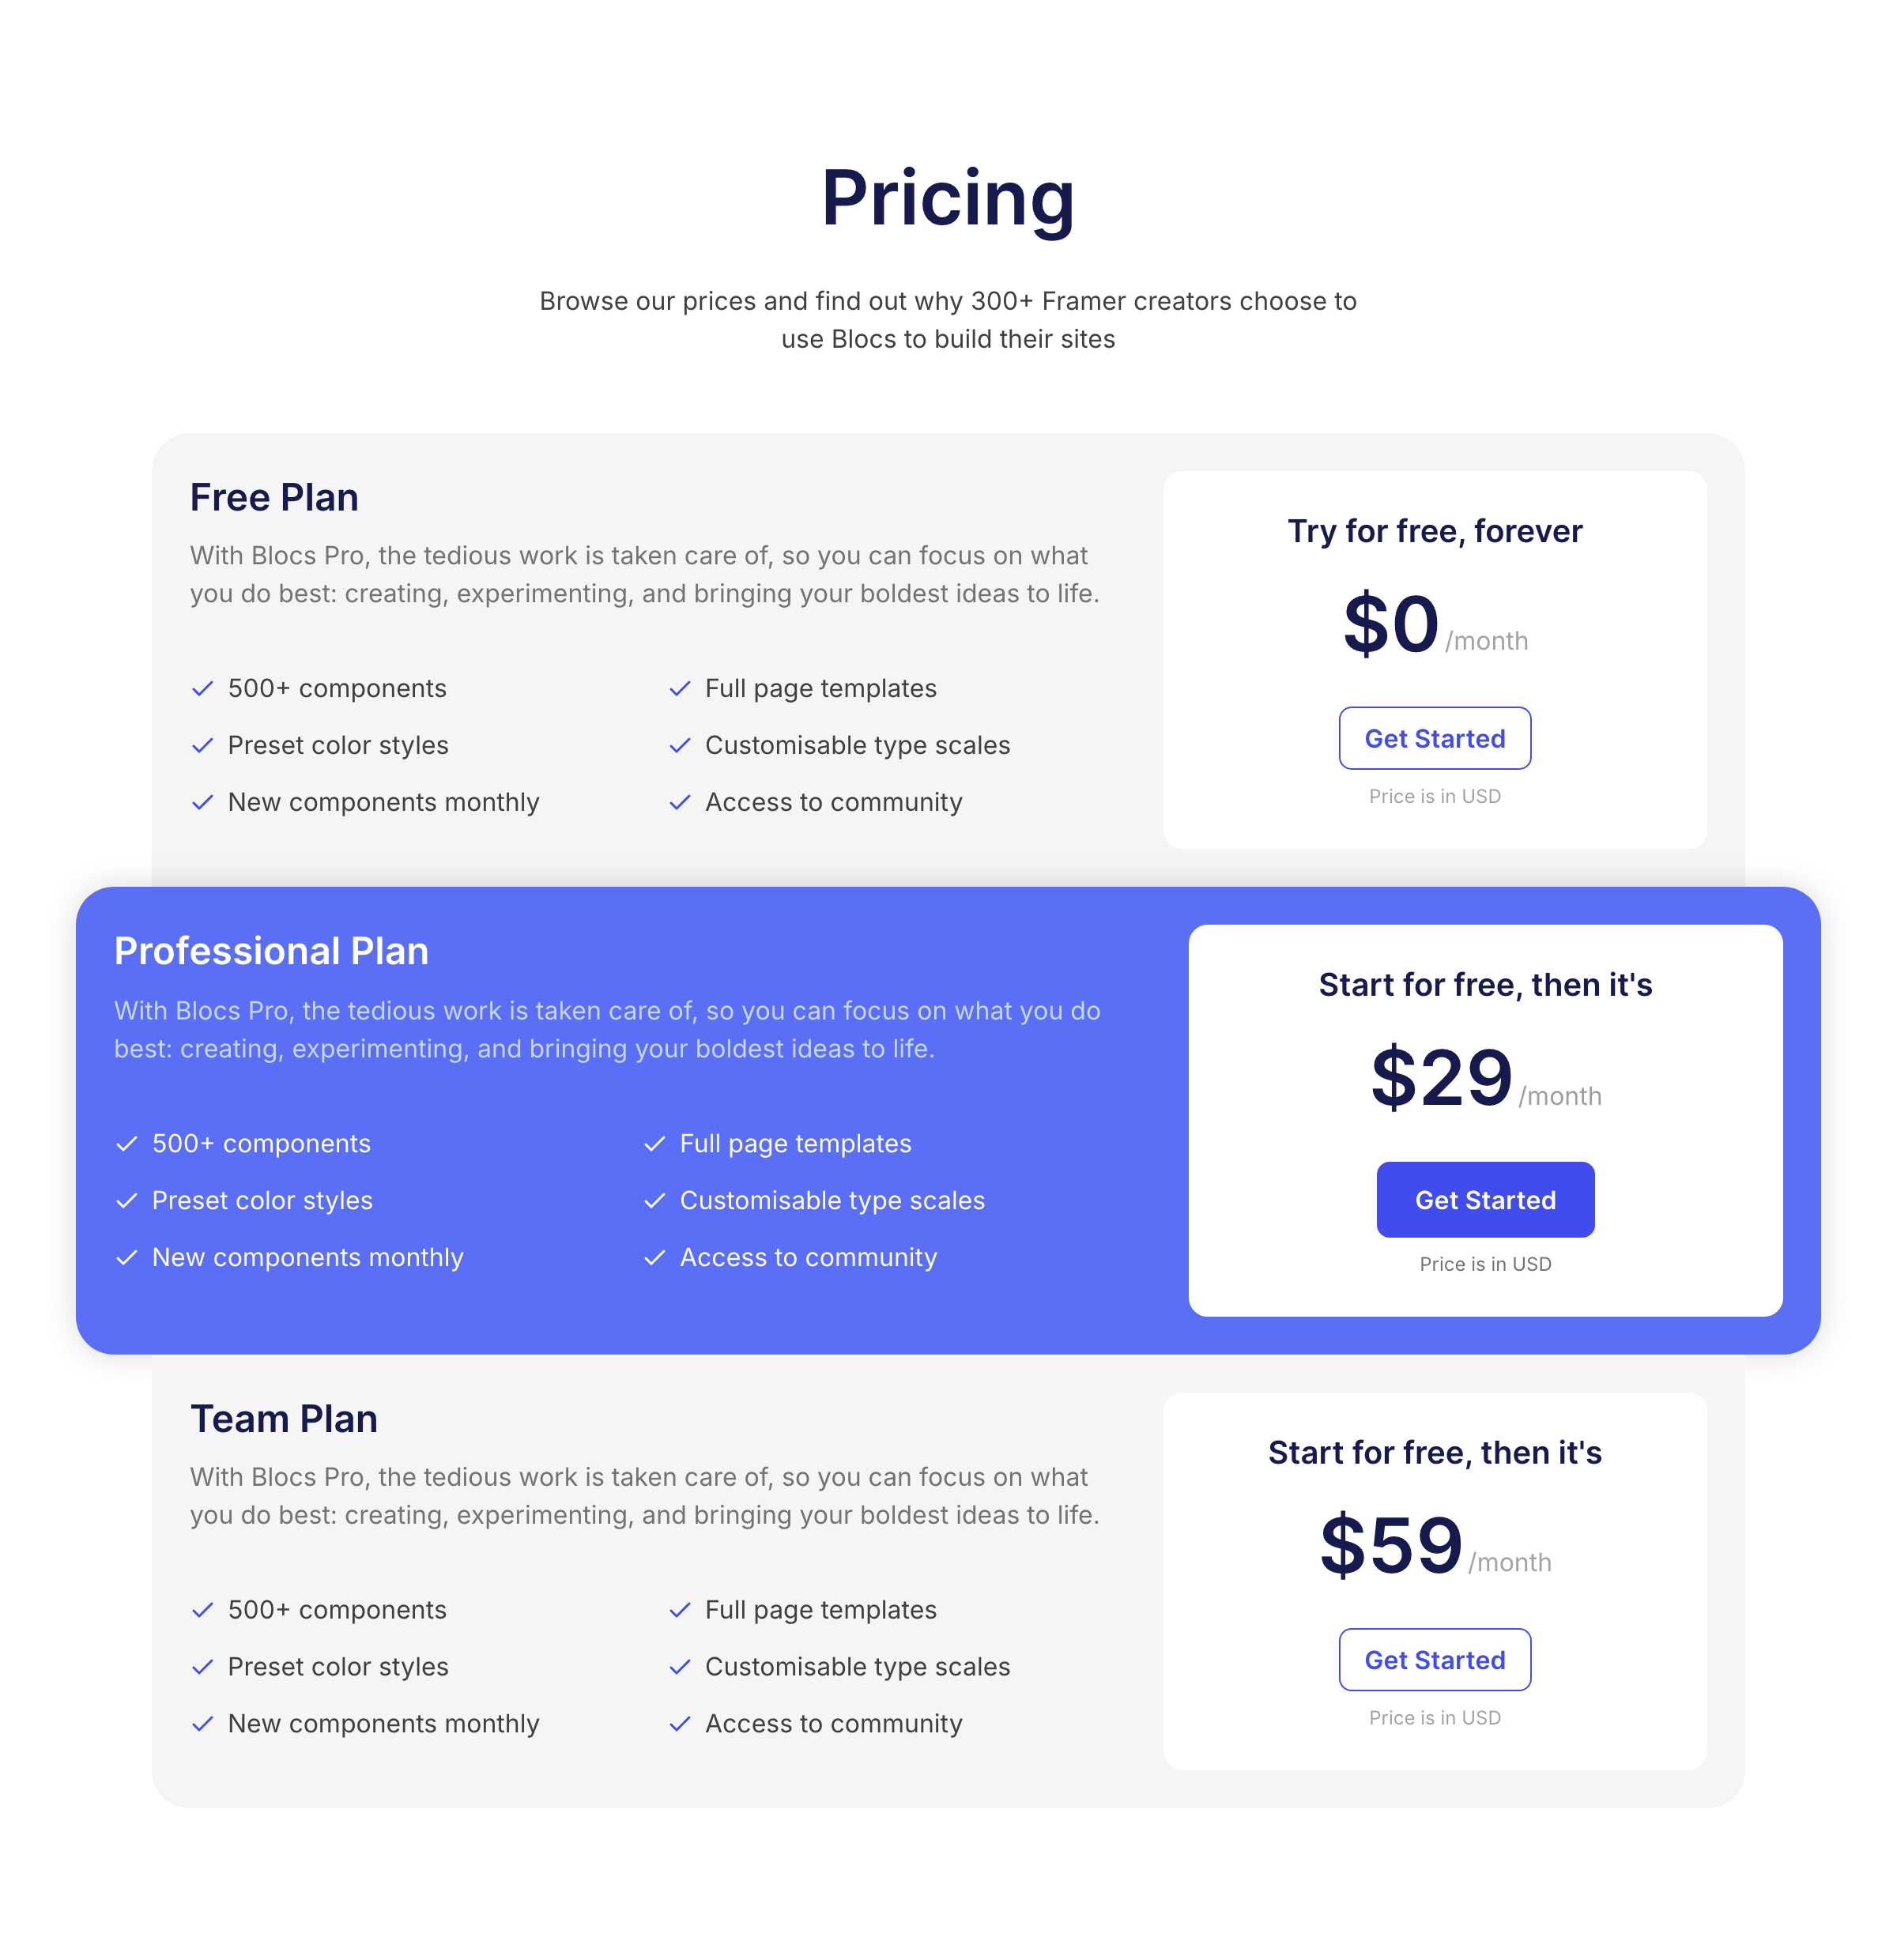 Pricing
Browse our prices and find out why 300+ Framer creators choose to
use Blocs to build their sites
Free Plan
With Blocs Pro, the tedious work is taken care of, so you can focus on what
you do best: creating, experimenting, and bringing your boldest ideas to life.
500+ components
Full page templates
Preset color styles
Customisable type scales
New components monthly
Access to community
Try for free, forever
$0 /month
Get Started
Price is in USD
Professional Plan
With Blocs Pro, the tedious work is taken care of, so you can focus on what you do
best: creating, experimenting, and bringing your boldest ideas to life.
500+ components
Full page templates
Preset color styles
Customisable type scales
New components monthly
Access to community
Start for free, then it's
$29 /month
Get Started
Price is in USD
Team Plan
With Blocs Pro, the tedious work is taken care of, so you can focus on what
you do best: creating, experimenting, and bringing your boldest ideas to life.
500+ components
Full page templates
Preset color styles
Customisable type scales
New components monthly
Access to community
Start for free, then it's
$59 /month
Get Started
Price is in USD